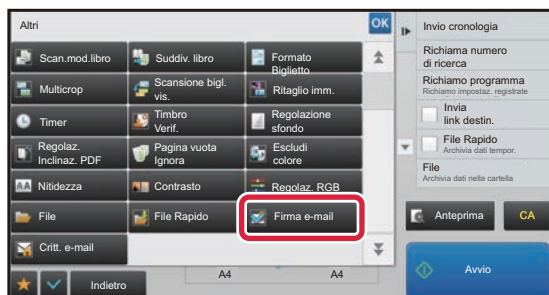 Altri
OK
Scan.mod.libro
Suddiv. libro
Formato
Biglietto
Multicrop
Scansione bigl.
vis.
Ritaglio imm.
Timer
Timbro
Verif.
Regolazione
sfondo
Regolaz.
Inclinaz. PDF
Pagina vuota
Ignora
Escludi
colore
AA
Nitidezza
Contrasto
Regolaz. RGB
File
File Rapido
Firma e-mail
Critt. e-mail
Indietro
A4
A4
Invio cronologia
Richiama numero
di ricerca
Richiamo programma
Richiamo impostaz. registrate
Invia
link destin.
File Rapido
Archivia dati tempor.
File
Archivia dati nella cartella
Anteprima
CA
Avvio